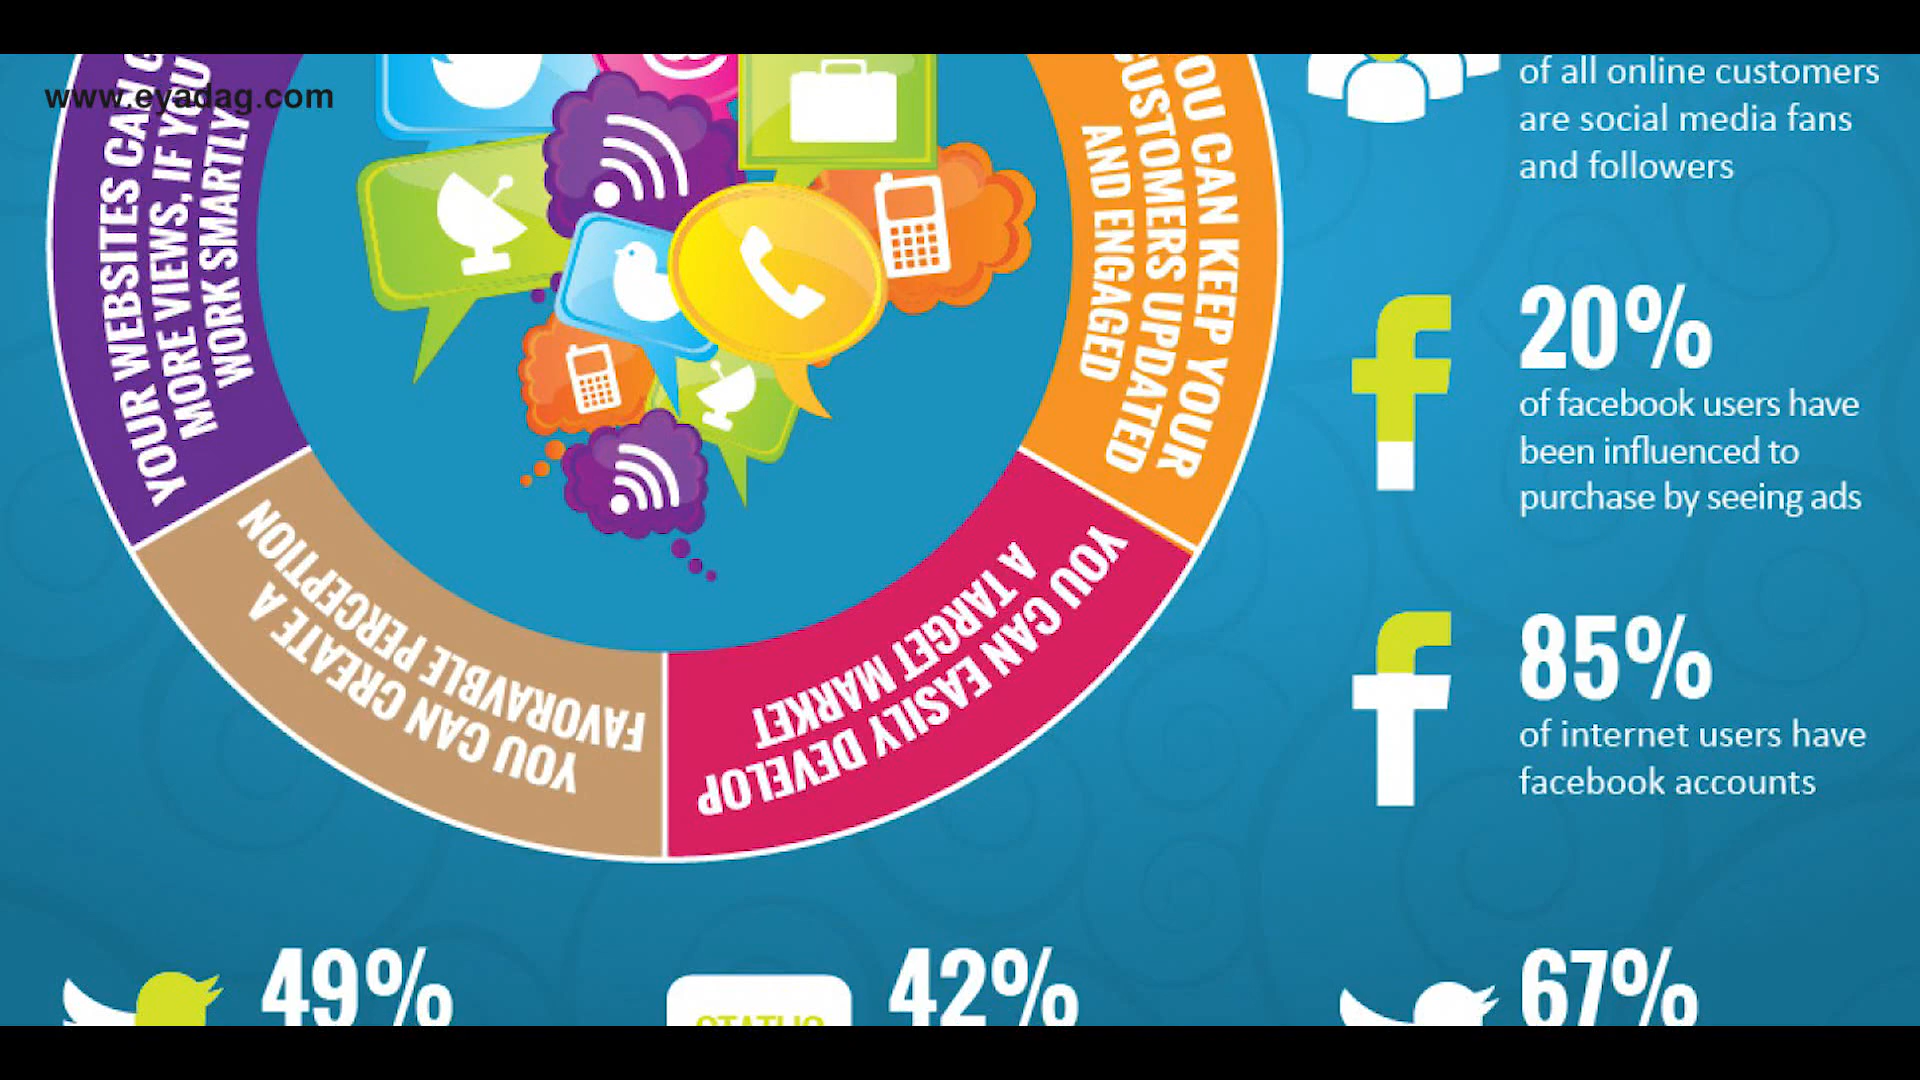 www.eyadag.com
YOUR WEBSITES CAN G
MORE VIEWS, IF YOU
WORK SMARTLY
YOU CAN CREATE A
FAVORAVBLE PERCEPTION
YOU CAN EASILY DEVELOP
A TARGET MARKET
OU CAN KEEP YOUR
CUSTOMERS UPDATED
AND ENGAGED
of all online customers
are social media fans
and followers
20%
of facebook users have
been influenced to
purchase by seeing ads
85%
of internet users have
facebook accounts
49%
STATUS
42%
67%